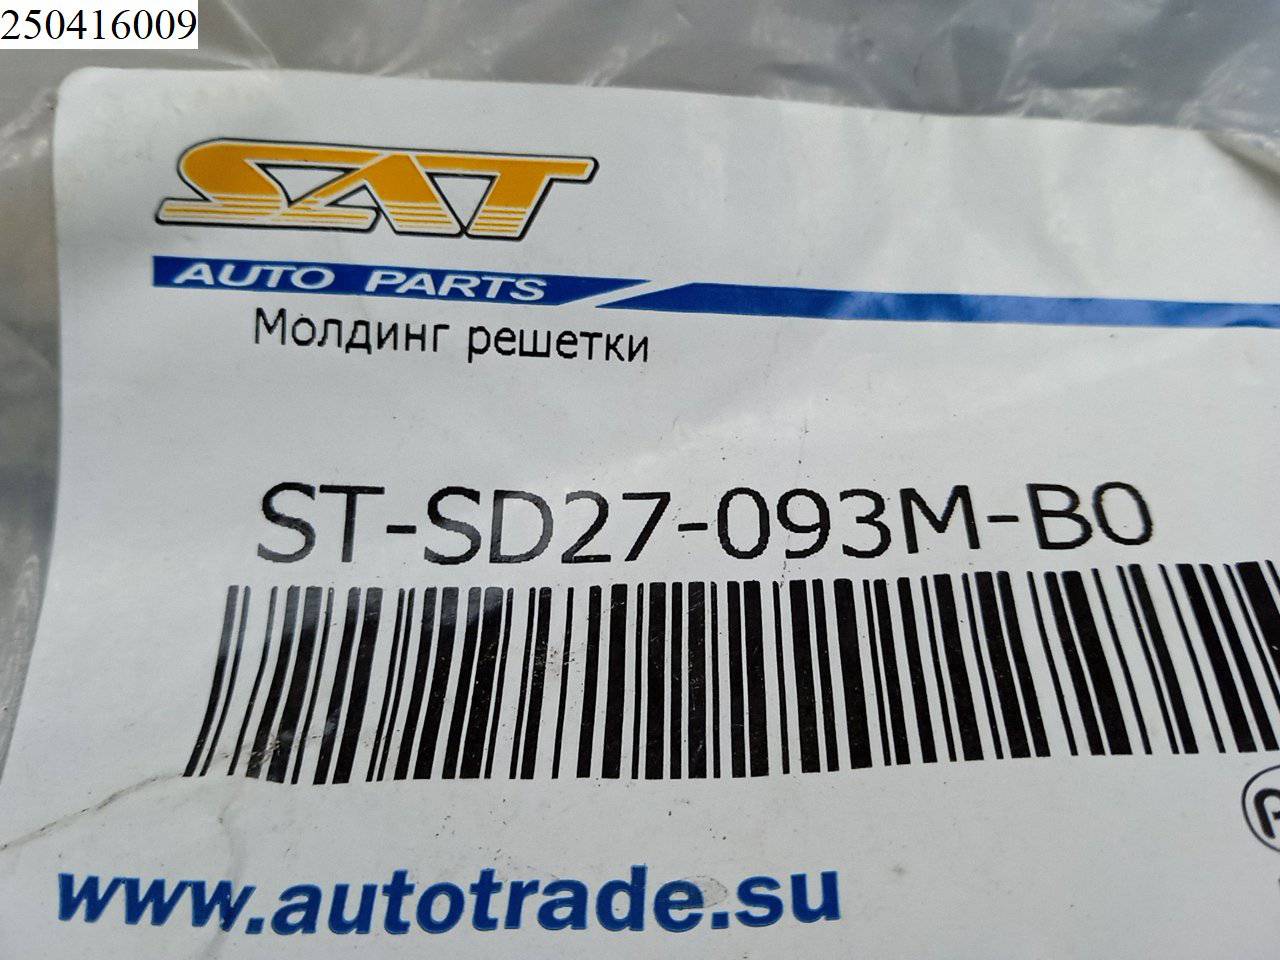 250416009
SAT
AUTO PARTS
Молдинг решетки
ST-SD27-093M-B0
www.autotrade.su